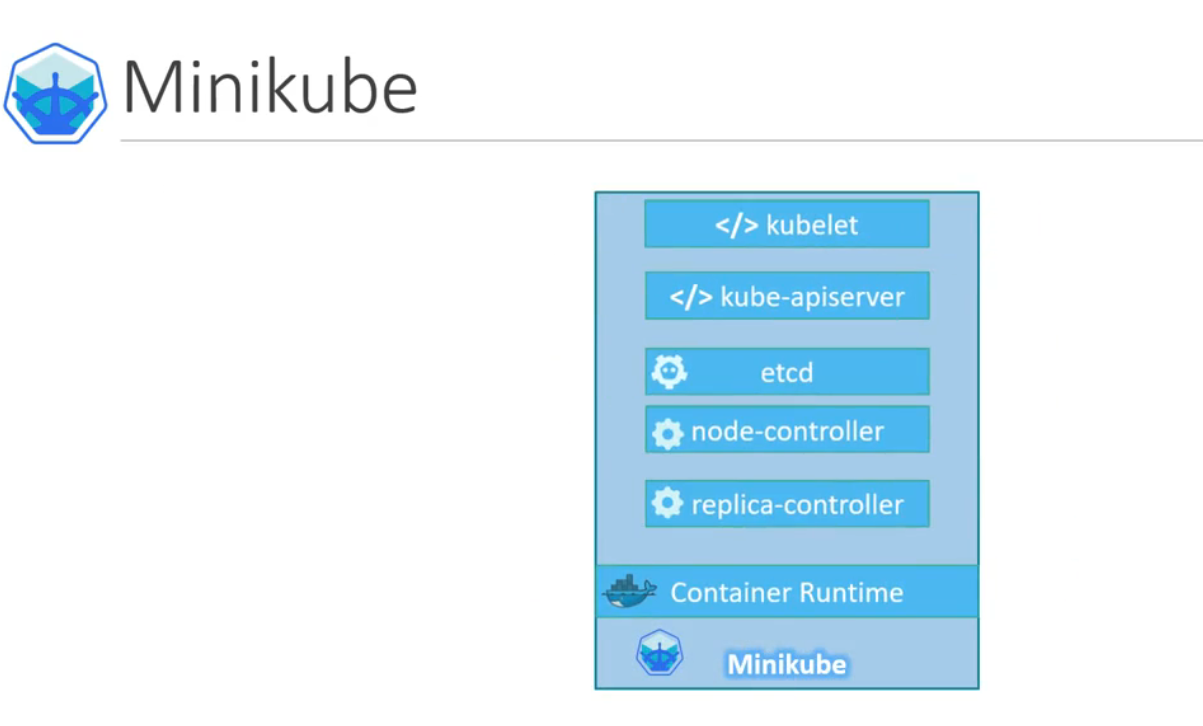 Minikube
</> kubelet
</> kube-apiserver
etcd
node-controller
replica-controller
Container Runtime
Minikube